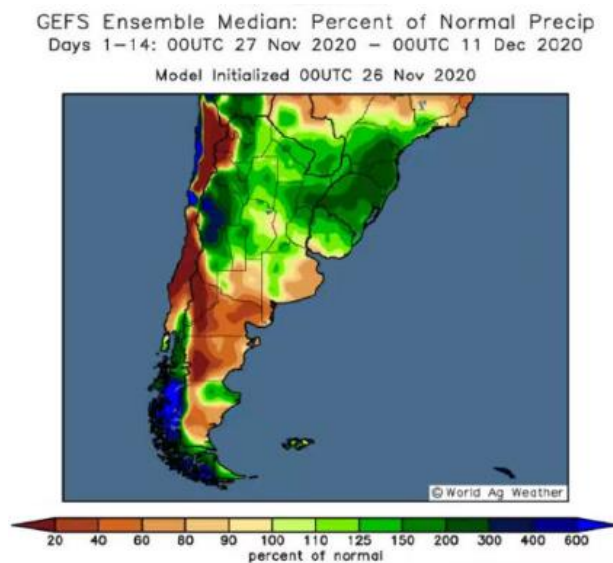 GEFS Ensemble Median: Percent of Normal Precip
Days 1-14: 00UTC 27 Nov 2020 - 00UTC 11 Dec 2020
Model Initialized 00UTC 26 Nov 2020
© World Ag Weather
20 40 60 80 90 100 110 125 150 200 300 400 600
percent of normal